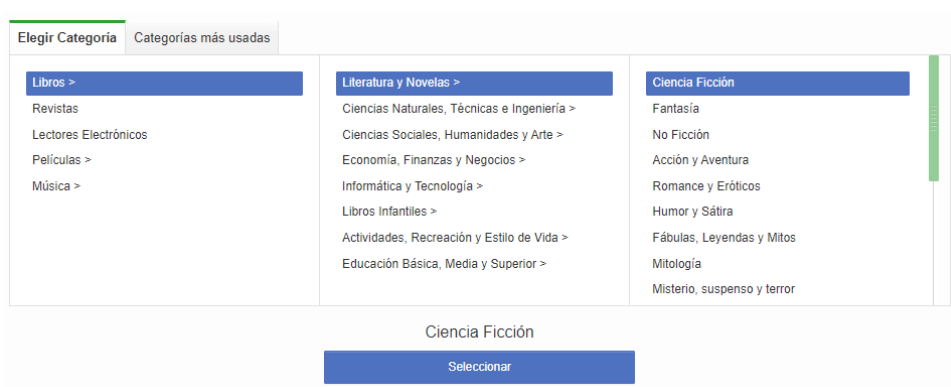 Elegir Categoría
Categorías más usadas
Libros >
Revistas
Lectores Electrónicos
Películas >
Música >
Literatura y Novelas >
Ciencias Naturales, Técnicas e Ingeniería >
Ciencias Sociales, Humanidades y Arte >
Economía, Finanzas y Negocios >
Informática y Tecnología >
Libros Infantiles >
Actividades, Recreación y Estilo de Vida >
Educación Básica, Media y Superior >
Ciencia Ficción
Fantasía
No Ficción
Acción y Aventura
Romance y Eróticos
Humor y Sátira
Fábulas, Leyendas y Mitos
Mitología
Misterio, suspenso y terror
Ciencia Ficción
Seleccionar